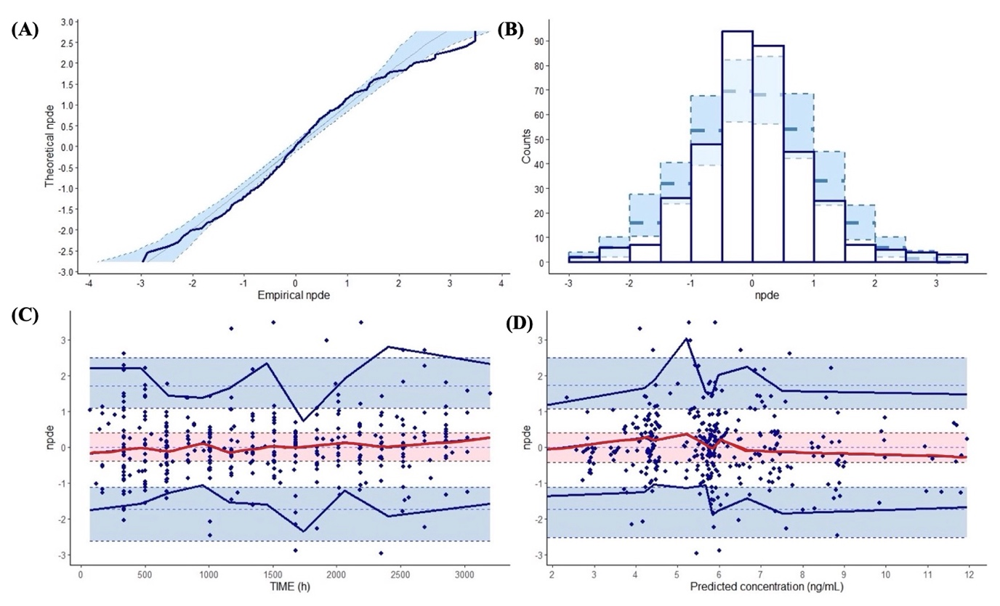 (A)
3.0
2.5
2.0
1.5
1.0
0.5
0.0
-0.5
-1.0
-1.5
-2.0
-2.5
-3.0
Theoretical npde
-4 -3 -2 -1 0 1 2 3 4
Empirical npde
(B)
90
80
70
60
50
40
30
20
10
0
Counts
-3 -2 -1 0 1 2 3
npde
(C)
3
2
1
0
-1
-2
-3
npde
0 500 1000 1500 2000 2500 3000
TIME (h)
(D)
3
2
1
0
-1
-2
-3
npde
2 3 4 5 6 7 8 9 10 11 12
Predicted concentration (ng/mL)